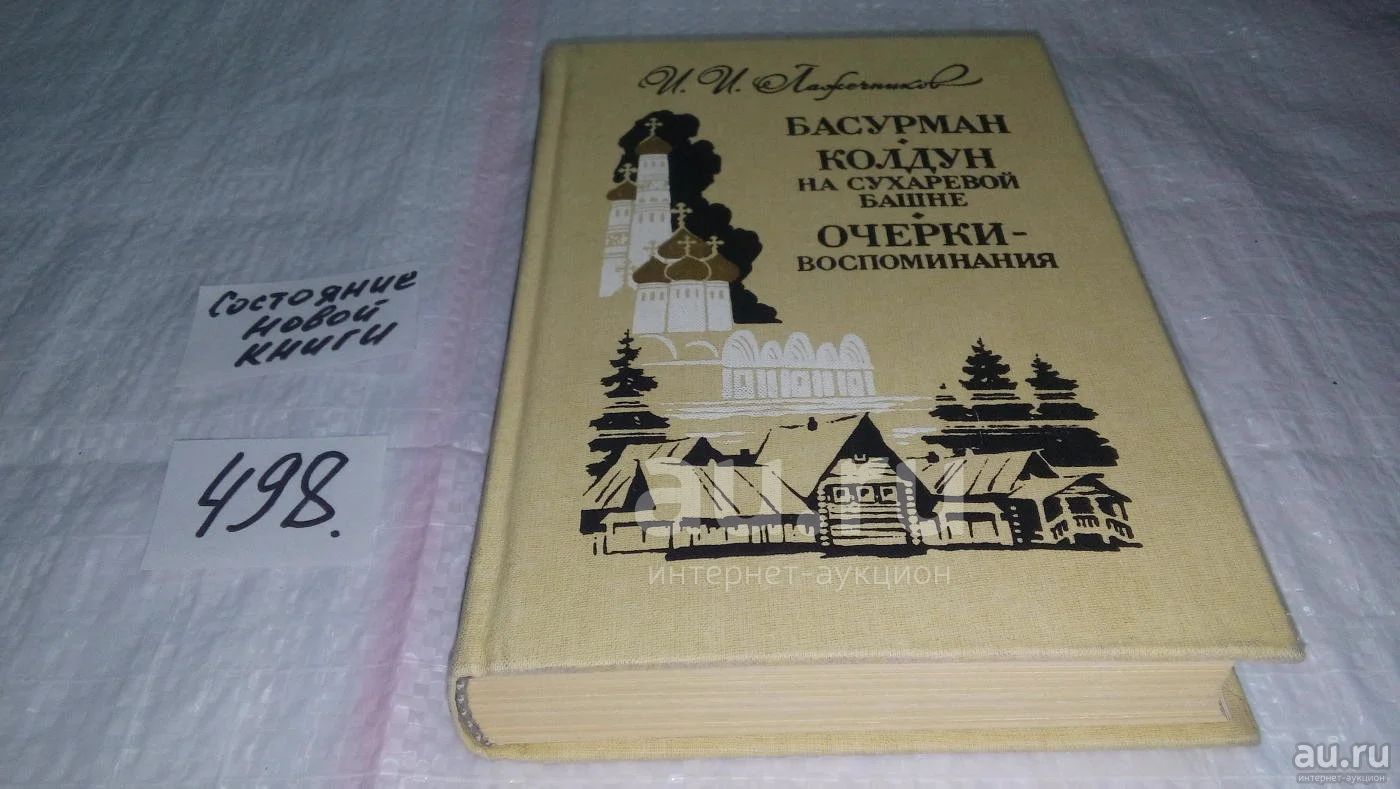 И. И. Лажечников
БАСУРМАН
КОЛДУН
НА СУХАРЕВОЙ
БАШНЕ
ОЧЕРКИ-
ВОСПОМИНАНИЯ
Состояние
новой
книги
498.
au.ru
интернет-аукцион
au.ru
интернет-аукцион